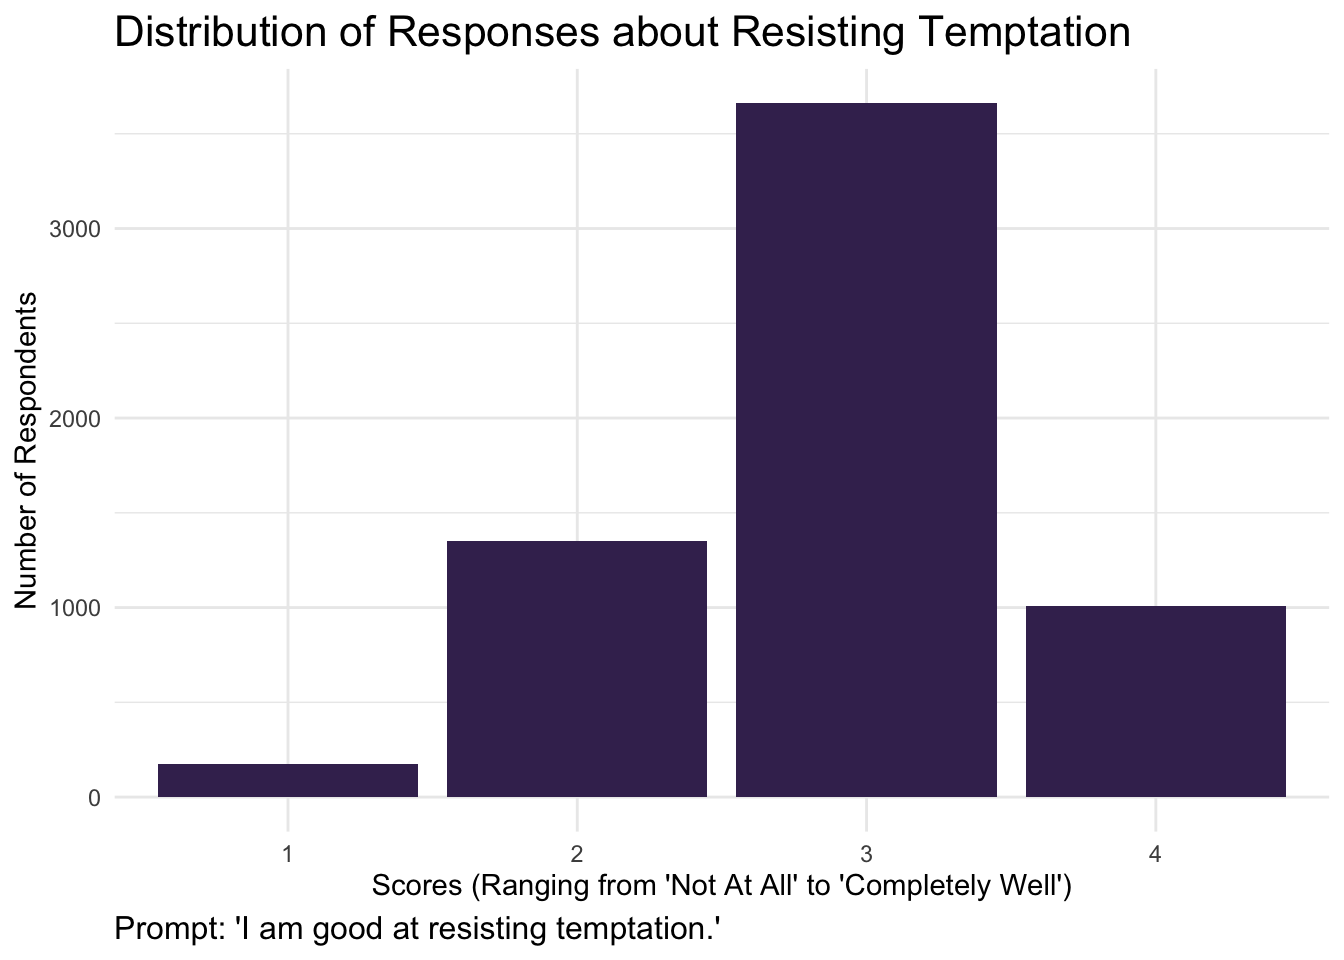 Distribution of Responses about Resisting Temptation
Number of Respondents
3000
2000
1000
0
1 2 3 4
Scores (Ranging from 'Not At All' to 'Completely Well')
Prompt: 'I am good at resisting temptation.'